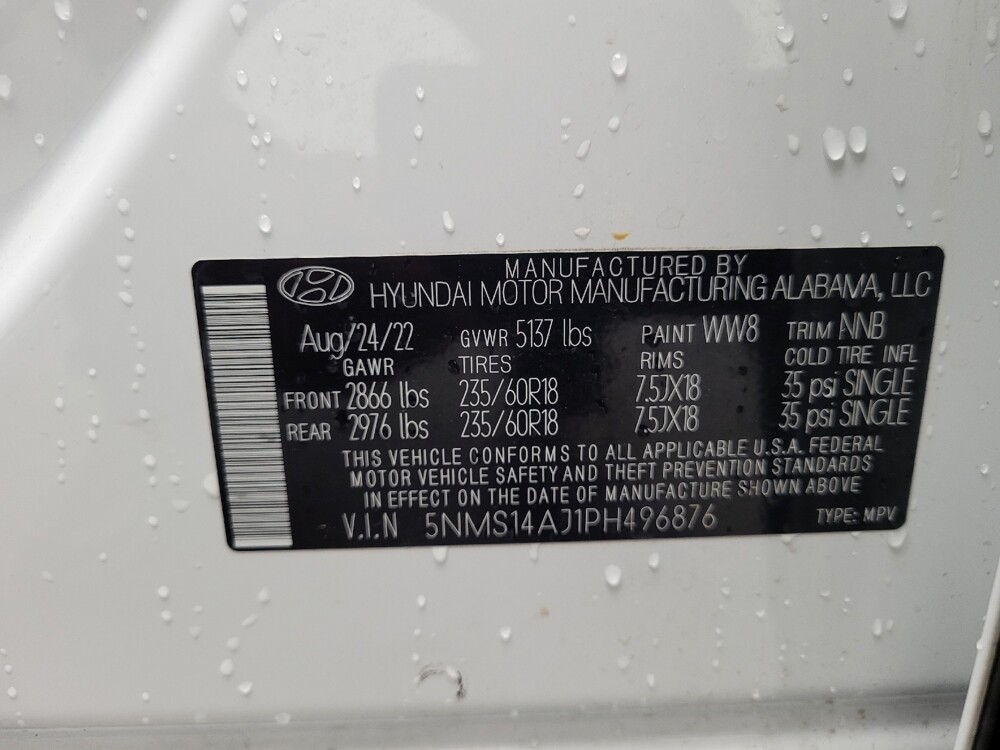 MANUFACTURED BY
HYUNDAI MOTOR MANUFACTURING ALABAMA, LLC
Aug/24/22 GVWR 5137 lbs PAINT WW8 TRIM NNB
GAWR TIRES RIMS COLD TIRE INFL
FRONT 2866 lbs 235/60R18 7.5JX18 35 psi SINGLE
REAR 2976 lbs 235/60R18 7.5JX18 35 psi SINGLE
THIS VEHICLE CONFORMS TO ALL APPLICABLE U.S.A. FEDERAL
MOTOR VEHICLE SAFETY AND THEFT PREVENTION STANDARDS
IN EFFECT ON THE DATE OF MANUFACTURE SHOWN ABOVE
V.I.N 5NMS14AJ1PH496876 TYPE: MPV